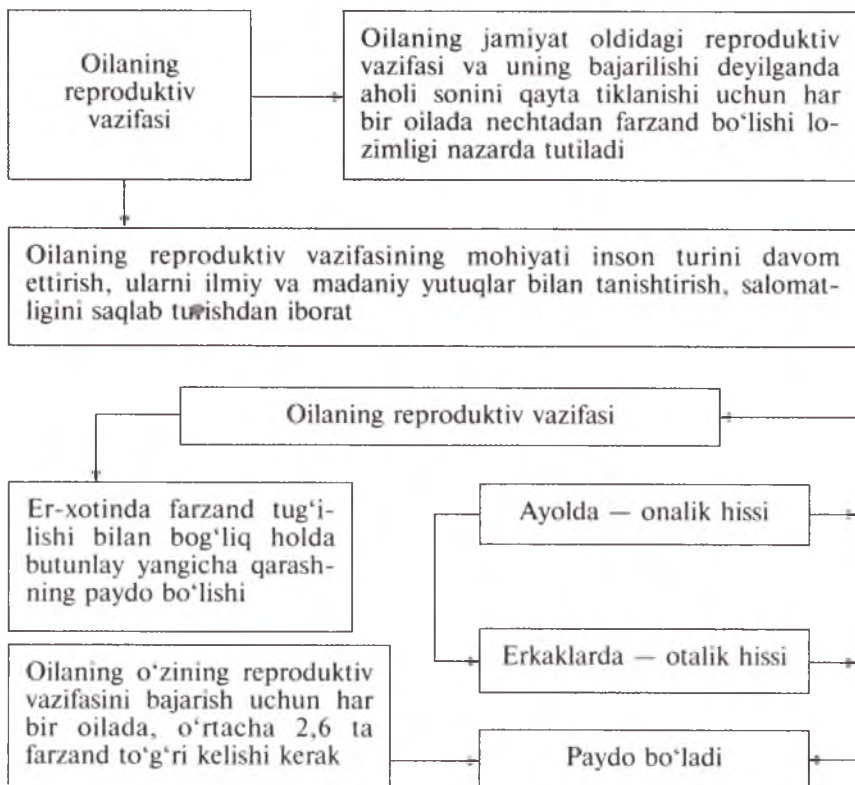 Oilaning
reproduktiv
vazifasi
Oilaning jamiyat oldidagi reproduktiv
vazifasi va uning bajarilishi deyilganda
aholi sonini qayta tiklanishi uchun har
bir oilada nechtadan farzand bo‘lishi lo-
zimligi nazarda tutiladi
Oilaning reproduktiv vazifasining mohiyati inson turini davom
ettirish, ularni ilmiy va madaniy yutuqlar bilan tanishtirish, salomat-
ligini saqlab turishdan iborat
Oilaning reproduktiv vazifasi
Er-xotinda farzand tug‘i-
lishi bilan bog‘liq holda
butunlay yangicha qarash-
ning paydo bo‘lishi
Ayolda — onalik hissi
Erkaklarda — otalik hissi
Oilaning o‘zining reproduktiv
vazifasini bajarish uchun har
bir oilada, o‘rtacha 2,6 ta
farzand to‘g‘ri kelishi kerak
Paydo bo‘ladi